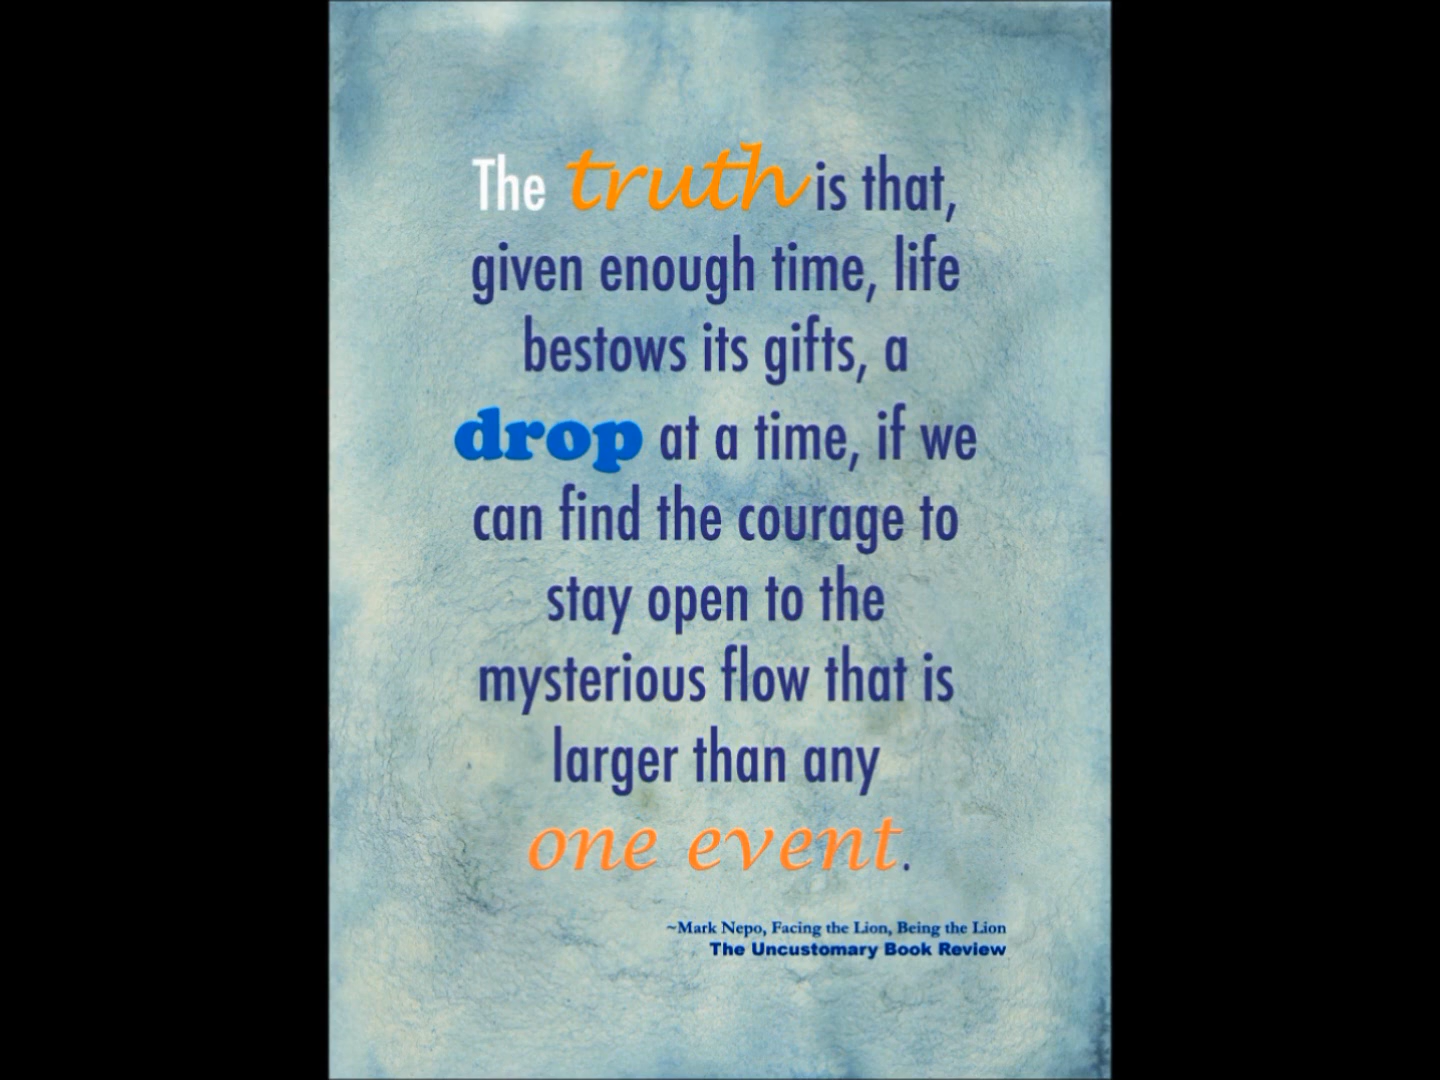 The truth is that,
given enough time, life
bestows its gifts, a
drop at a time, if we
can find the courage to
stay open to the
mysterious flow that is
larger than any
one event.
~Mark Nepo, Facing the Lion, Being the Lion
The Uncustomary Book Review